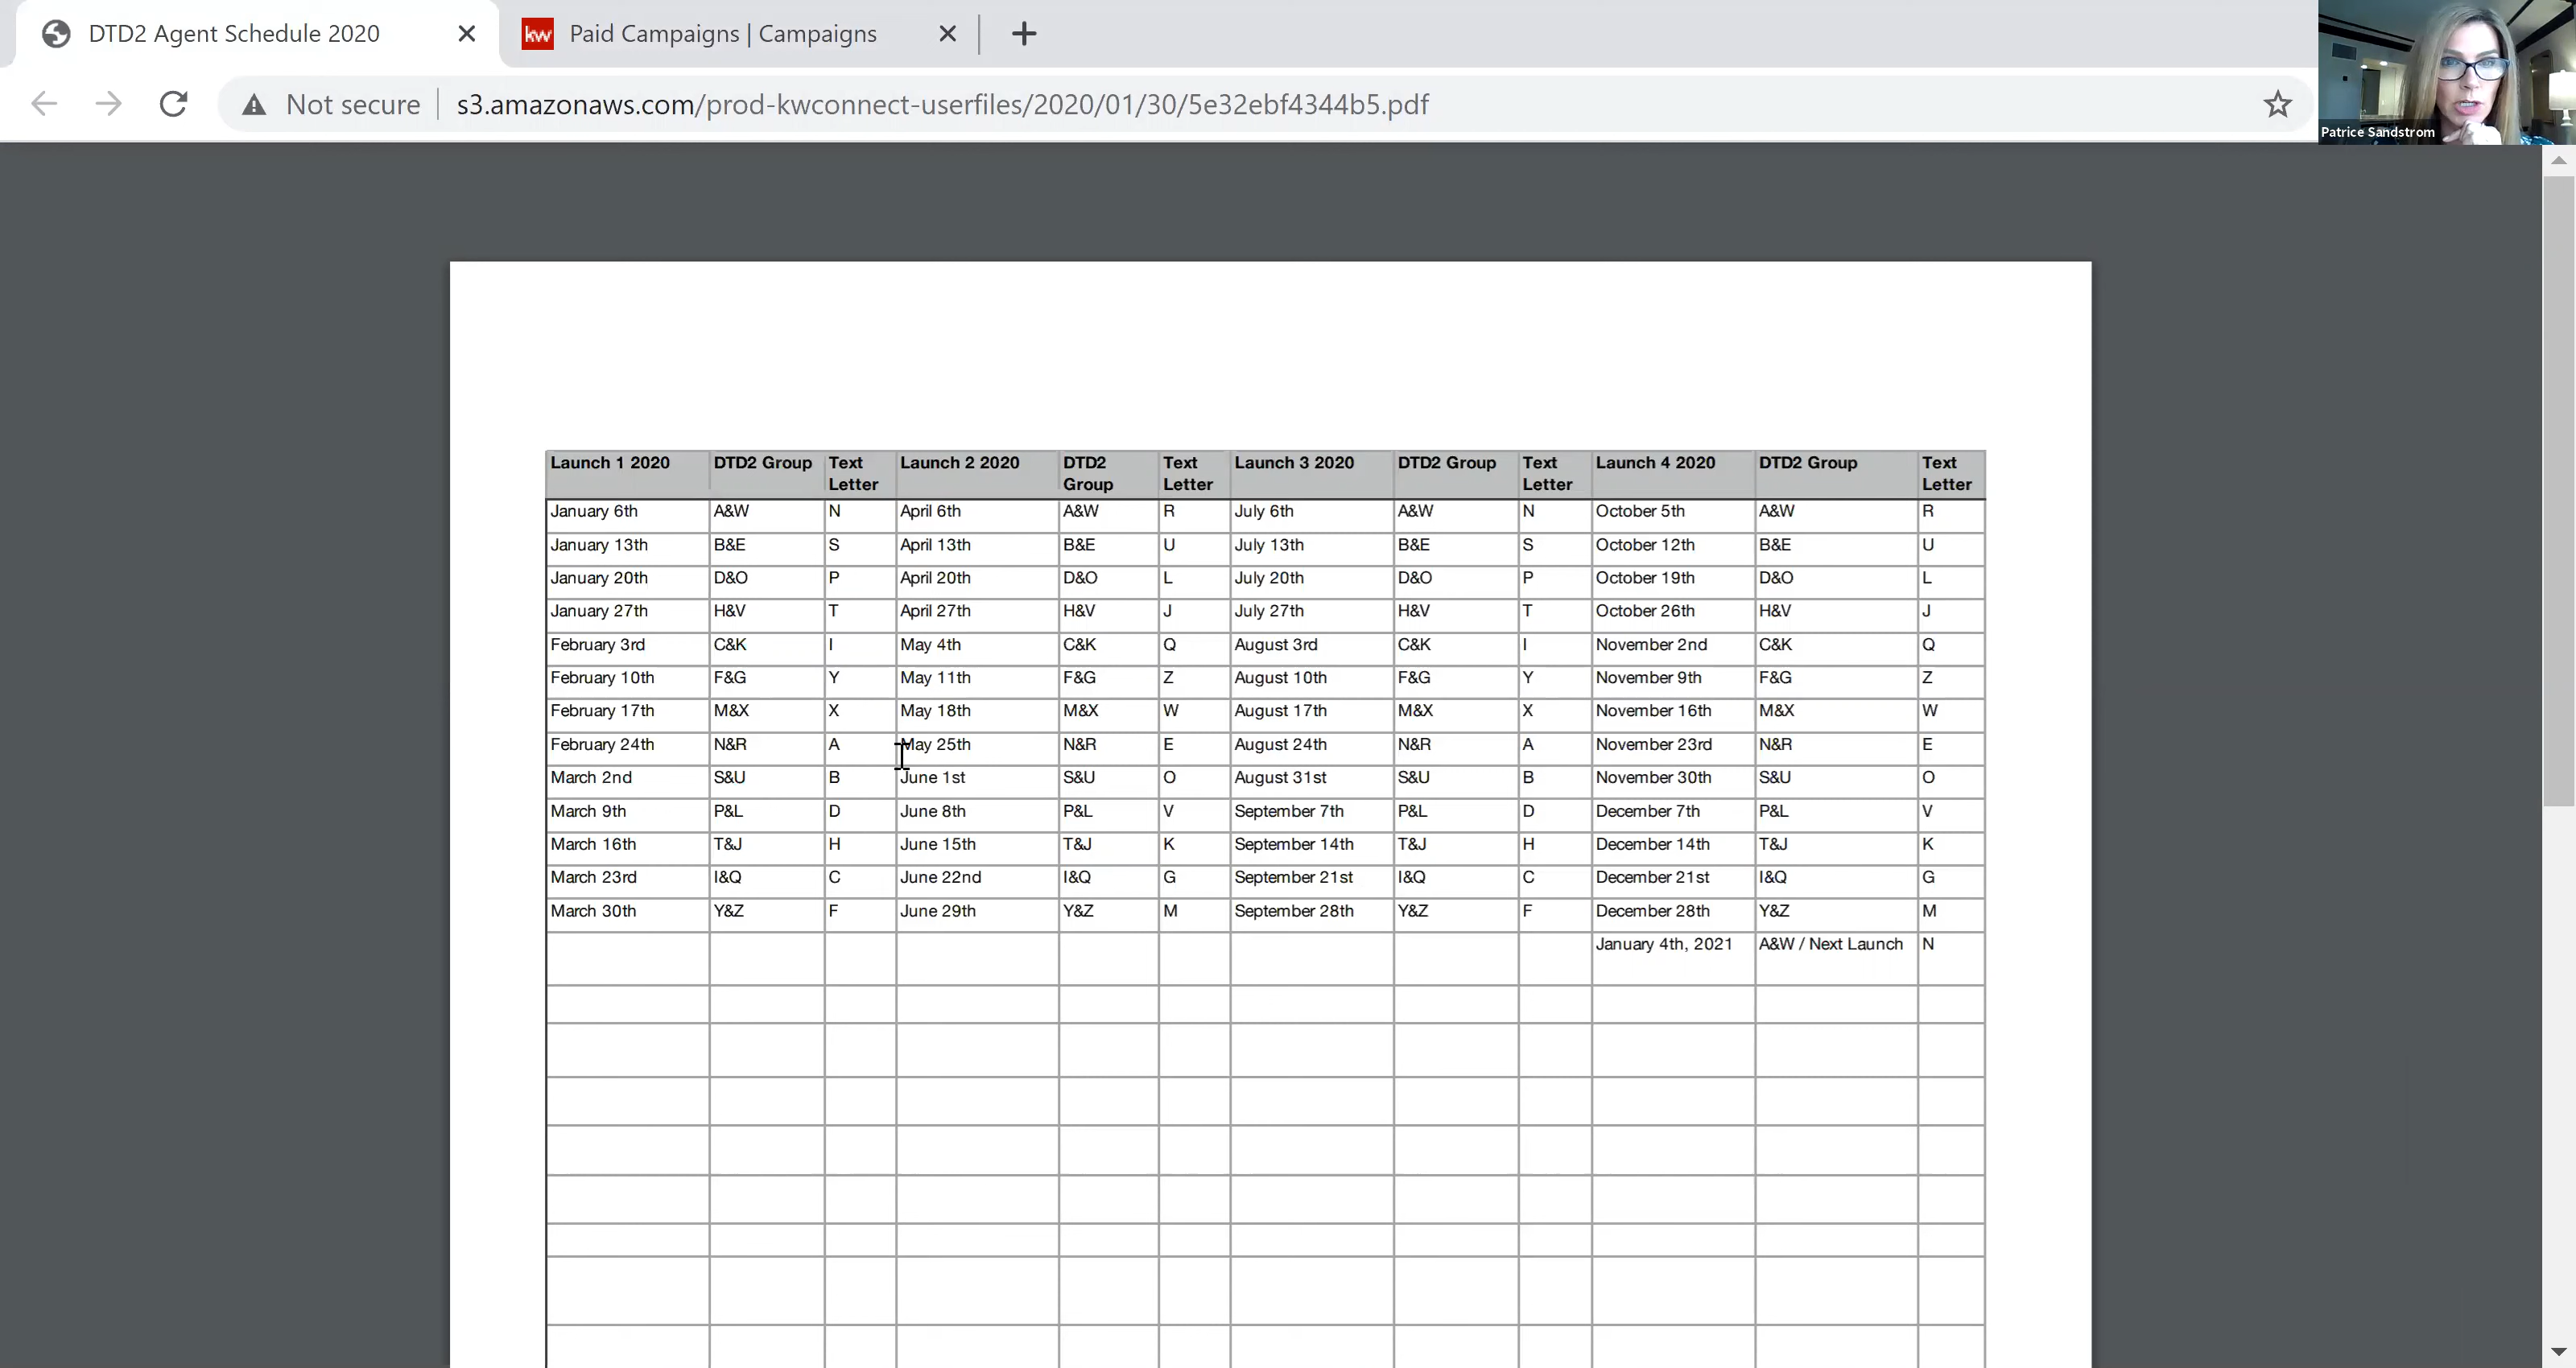 DTD2 Agent Schedule 2020
kw Paid Campaigns | Campaigns
Not secure s3.amazonaws.com/prod-kwconnect-userfiles/2020/01/30/5e32ebf4344b5.pdf
Patrice Sandstrom
Launch 1 2020 DTD2 Group Text Letter Launch 2 2020 DTD2 Group Text Letter Launch 3 2020 DTD2 Group Text Letter Launch 4 2020 DTD2 Group Text Letter
January 6th A&W N April 6th A&W R July 6th A&W N October 5th A&W R
January 13th B&E S April 13th B&E U July 13th B&E S October 12th B&E U
January 20th D&O P April 20th D&O L July 20th D&O P October 19th D&O L
January 27th H&V T April 27th H&V J July 27th H&V T October 26th H&V J
February 3rd C&K I May 4th C&K Q August 3rd C&K I November 2nd C&K Q
February 10th F&G Y May 11th F&G Z August 10th F&G Y November 9th F&G Z
February 17th M&X X May 18th M&X W August 17th M&X X November 16th M&X W
February 24th N&R A May 25th N&R E August 24th N&R A November 23rd N&R E
March 2nd S&U B June 1st S&U O August 31st S&U B November 30th S&U O
March 9th P&L D June 8th P&L V September 7th P&L D December 7th P&L V
March 16th T&J H June 15th T&J K September 14th T&J H December 14th T&J K
March 23rd I&Q C June 22nd I&Q G September 21st I&Q C December 21st I&Q G
March 30th Y&Z F June 29th Y&Z M September 28th Y&Z F December 28th Y&Z M
January 4th, 2021 A&W / Next Launch N